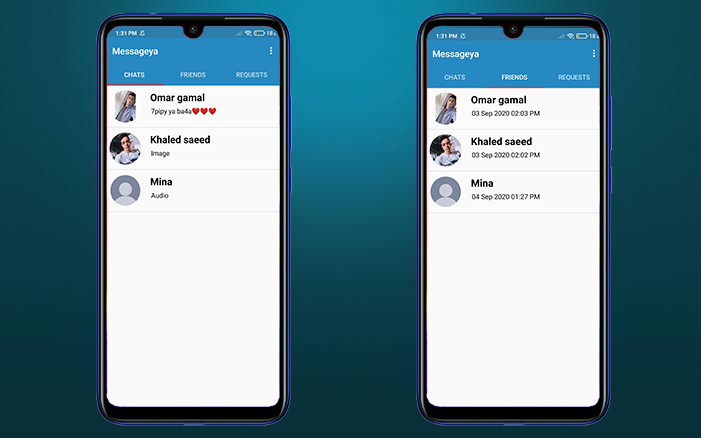 1:31 PM
18
Messageya
CHATS FRIENDS REQUESTS
Omar gamal
7pipy ya ba4a❤️❤️❤️
Khaled saeed
Image
Mina
Audio
1:31 PM
18
Messageya
CHATS FRIENDS REQUESTS
Omar gamal
03 Sep 2020 02:03 PM
Khaled saeed
03 Sep 2020 02:02 PM
Mina
04 Sep 2020 01:27 PM